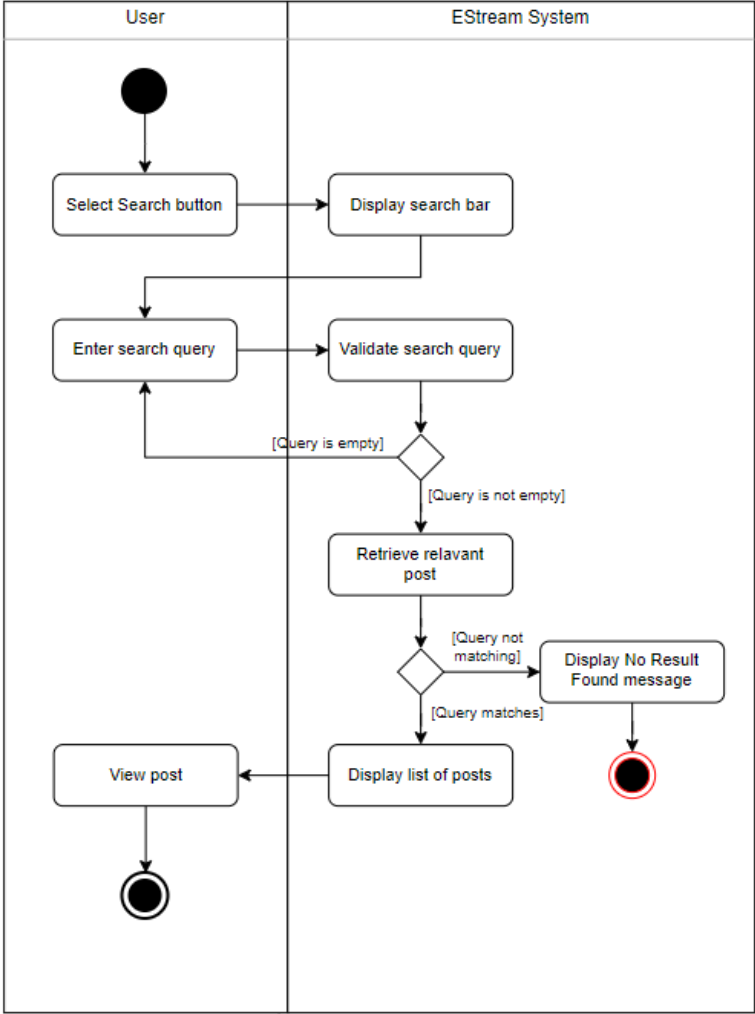 User
EStream System
Select Search button
Display search bar
Enter search query
Validate search query
[Query is empty]
[Query is not empty]
Retrieve relavant
post
[Query not
matching]
Display No Result
Found message
[Query matches]
View post
Display list of posts